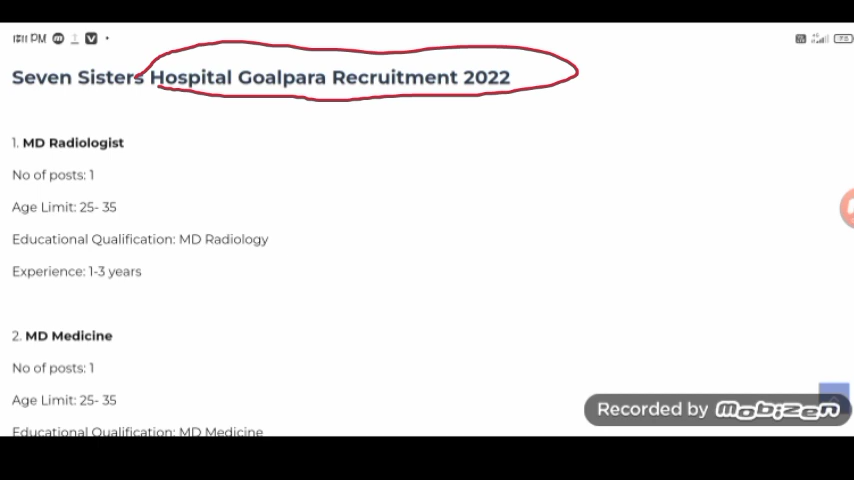 PM
Seven Sisters Hospital Goalpara Recruitment 2022
1. MD Radiologist
No of posts: 1
Age Limit: 25- 35
Educational Qualification: MD Radiology
Experience: 1-3 years
2. MD Medicine
No of posts: 1
Age Limit: 25- 35
Educational Qualification: MD Medicine
Recorded by mobizen